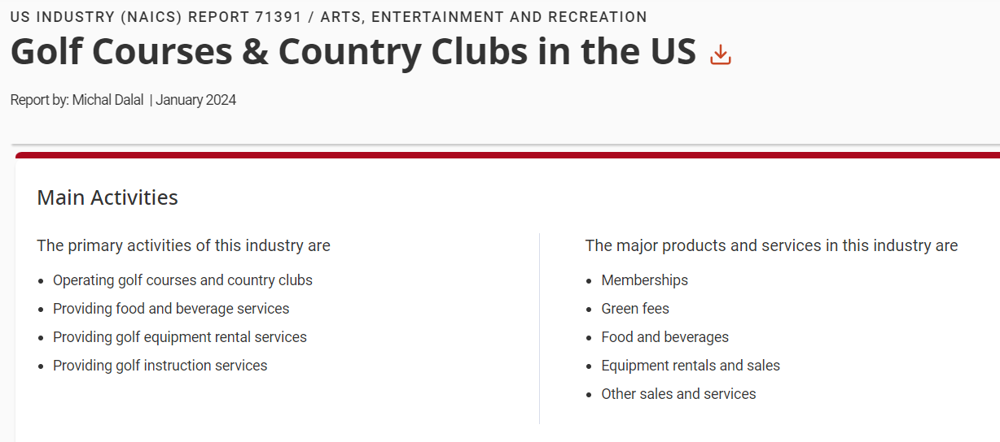 US INDUSTRY (NAICS) REPORT 71391 / ARTS, ENTERTAINMENT AND RECREATION
Golf Courses & Country Clubs in the US
Report by: Michal Dalal | January 2024
Main Activities
The primary activities of this industry are
• Operating golf courses and country clubs
• Providing food and beverage services
• Providing golf equipment rental services
• Providing golf instruction services
The major products and services in this industry are
• Memberships
• Green fees
• Food and beverages
• Equipment rentals and sales
• Other sales and services